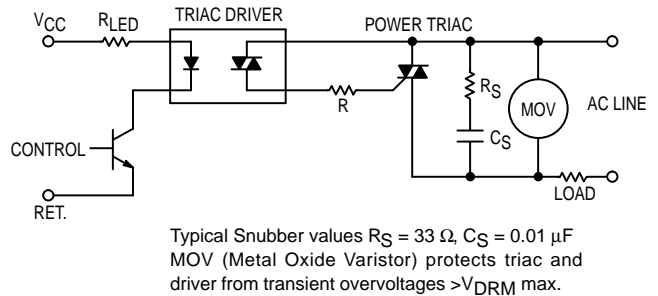 TRIAC DRIVER
POWER TRIAC
VCC
RLED
R
RS
CS
MOV
AC LINE
LOAD
CONTROL
RET.
Typical Snubber values RS = 33 Ω, CS = 0.01 µF
MOV (Metal Oxide Varistor) protects triac and
driver from transient overvoltages >VDRM max.